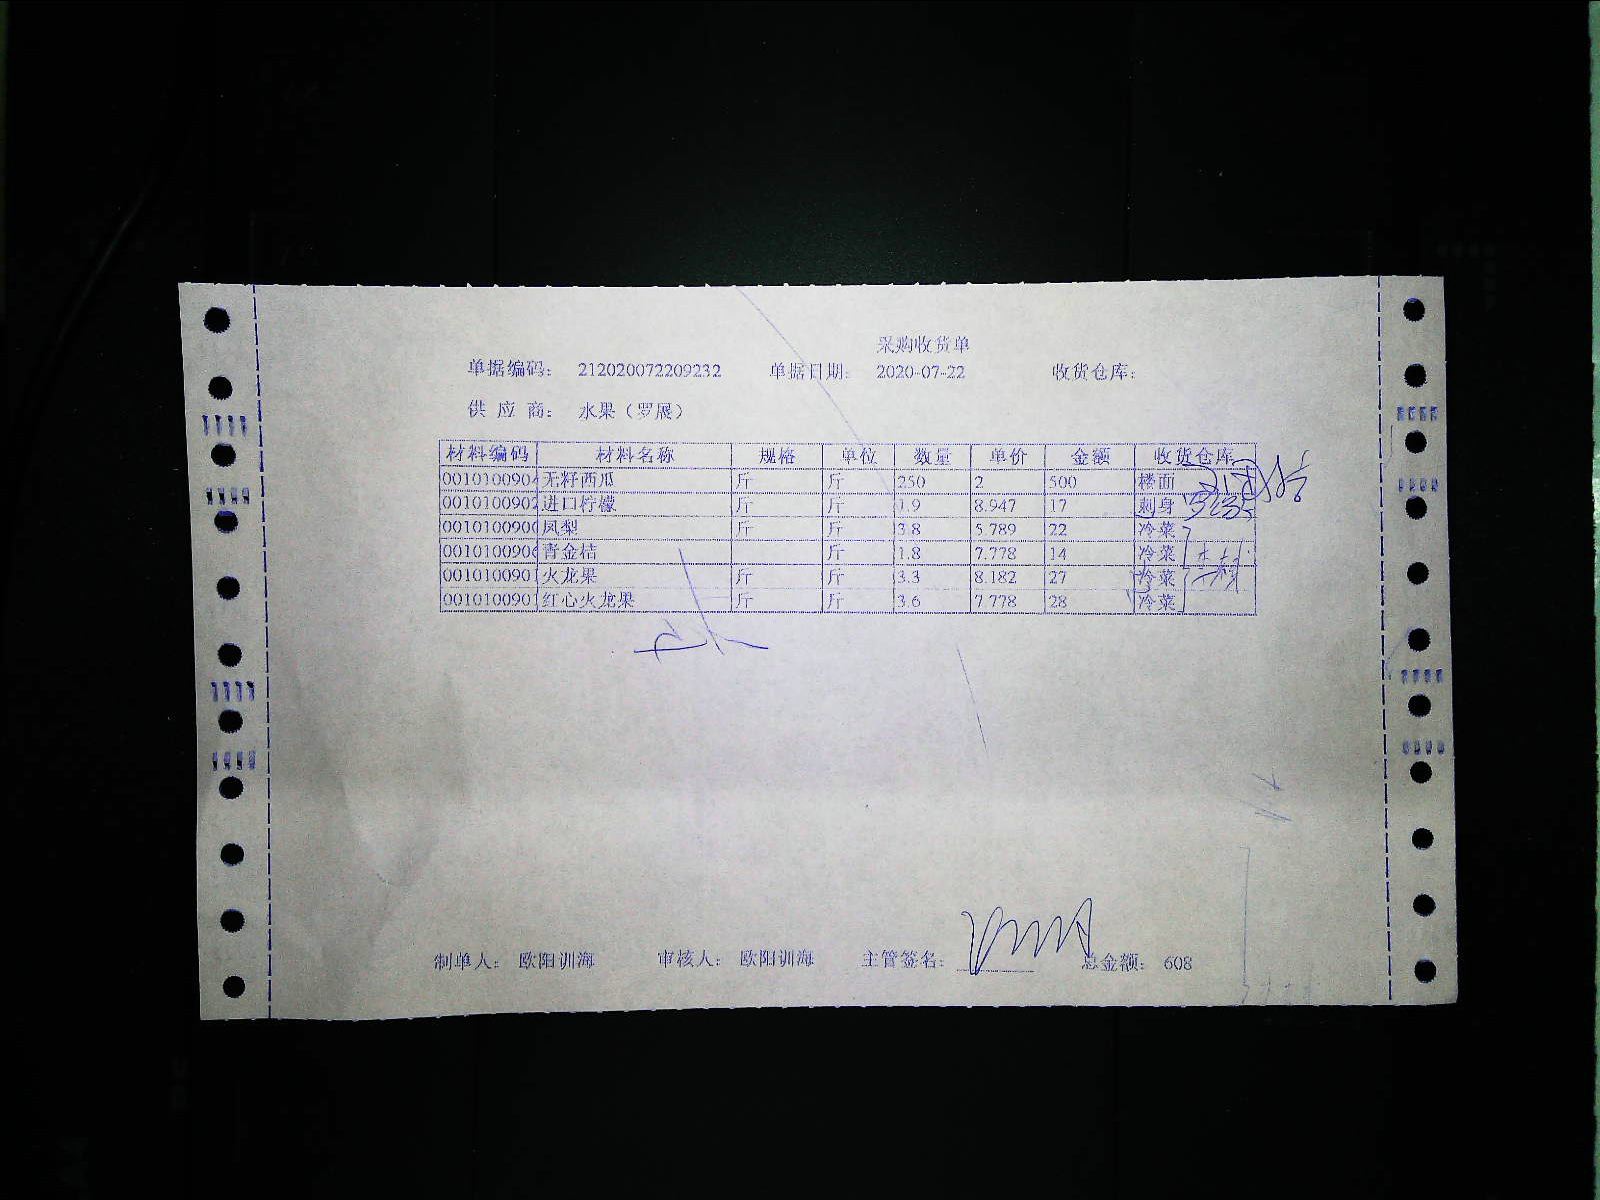 采购收货单
单据编码: 212020072209232 单据日期: 2020-07-22 收货仓库:
供 应 商: 水果（罗展）
材料编码 材料名称 规格 单位 数量 单价 金额 收货仓库
001010090 无籽西瓜 斤 斤 250 2 500 楼面
001010090 进口柠檬 斤 斤 1.9 8.947 17 刺身
001010090 凤梨 斤 斤 3.8 5.789 22 冷菜
001010090 青金桔 斤 1.8 7.778 14 冷菜
001010090 火龙果 斤 斤 3.3 8.182 27 冷菜
001010090 红心火龙果 斤 斤 3.6 7.778 28 冷菜
制单人: 欧阳训海 审核人: 欧阳训海 主管签名: 总金额: 608